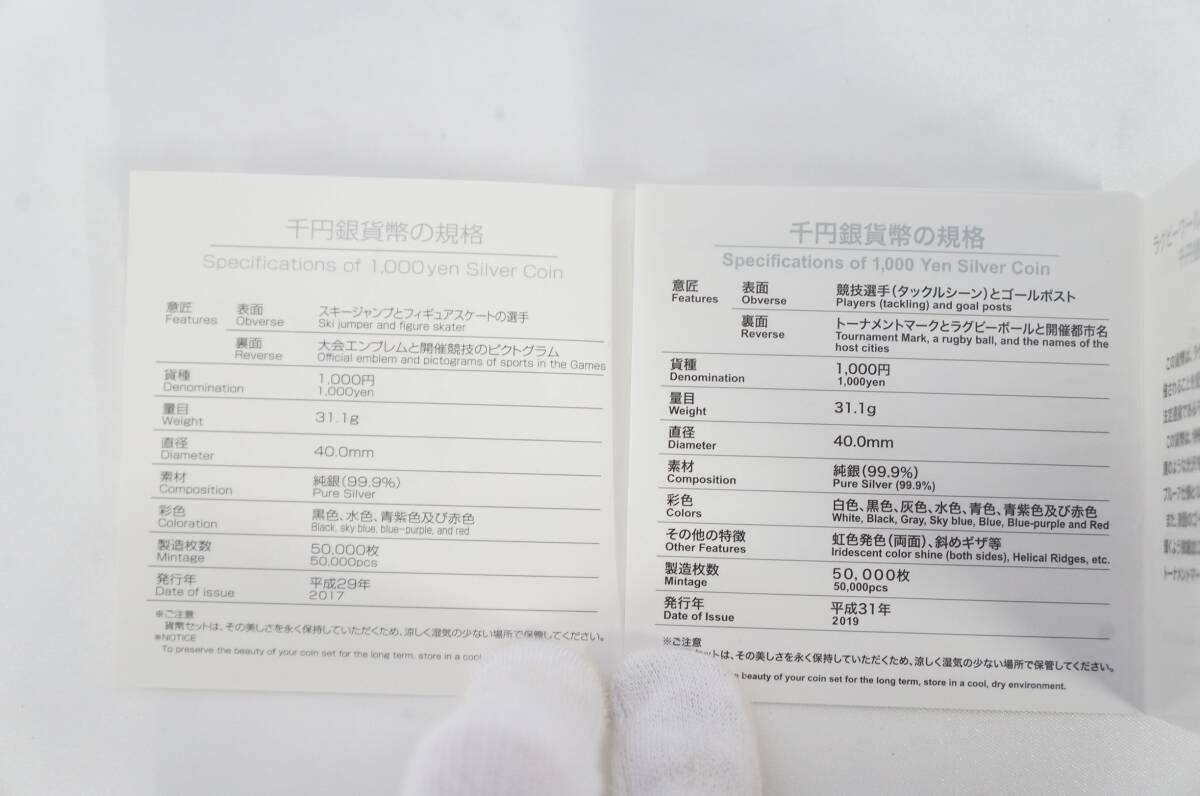 千円銀貨幣の規格
Specifications of 1,000yen Silver Coin
意匠 表面 スキージャンプとフィギュアスケートの選手
Features Obverse Ski jumper and figure skater
裏面 大会エンブレムと開催競技のピクトグラム
Reverse Official emblem and pictograms of sports in the Games
貨種 1,000円
Denomination 1,000yen
量目 31.1g
Weight
直径 40.0mm
Diameter
素材 純銀(99.9%)
Composition Pure Silver
彩色 黒色、水色、青紫色及び赤色
Coloration Black, sky blue, blue-purple, and red
製造枚数 50,000枚
Mintage 50,000pcs
発行年 平成29年
Date of issue 2017
※ご注意
貨幣セットは、その美しさを永く保持していただくため、涼しく湿気の少ない場所で保管してください。
※NOTICE
To preserve the beauty of your coin set for the long term, store in a cool
千円銀貨幣の規格
Specifications of 1,000 Yen Silver Coin
意匠 表面 競技選手(タックルシーン)とゴールポスト
Features Obverse Players (tackling) and goal posts
裏面 トーナメントマークとラグビーボールと開催都市名
Reverse Tournament Mark, a rugby ball, and the names of the
host cities
貨種 1,000円
Denomination 1,000yen
量目 31.1g
Weight
直径 40.0mm
Diameter
素材 純銀(99.9%)
Composition Pure Silver (99.9%)
彩色 白色、黒色、灰色、水色、青色、青紫色及び赤色
Colors White, Black, Gray, Sky blue, Blue, Blue-purple and Red
その他の特徴 虹色発色(両面)、斜めギザ等
Other Features Iridescent color shine (both sides), Helical Ridges, etc.
製造枚数 50,000枚
Mintage 50,000pcs
発行年 平成31年
Date of Issue 2019
※ご注意
セットは、その美しさを永く保持していただくため、涼しく湿気の少ない場所で保管してください。
beauty of your coin set for the long term, store in a cool, dry environment.